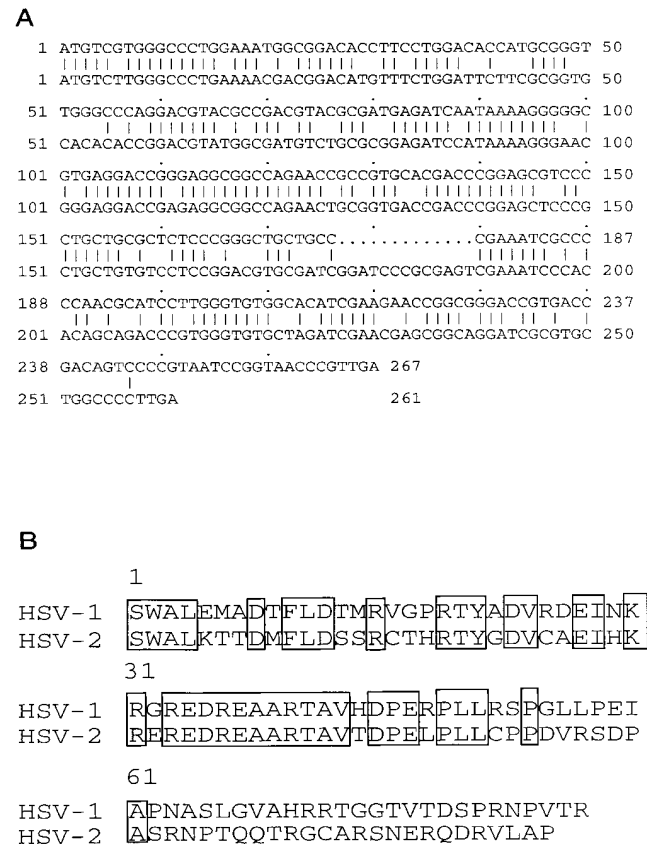 A
1 ATGTCGTGGGCCCTGGAAATGGCGGACACCTTCCTGGACACCATGCGGGT 50
1 ATGTCTTGGGCCCTGAAAACGACGGACATGTTTCTGGATTCTTCGCGGTG 50
51 TGGGCCCAGGACGTACGCCGACGTACGCGATGAGATCAATAAAAGGGGGC 100
51 CACACACCGGACGTATGGCGATGTCTGCGCGGAGATCCATAAAAGGGAAC 100
101 GTGAGGACCGGGAGGCGGCCAGAACCGCCGTGCACGACCCGGAGCGTCCC 150
101 GGGAGGACCGAGAGGCGGCCAGAACTGCGGTGACCGACCCGGAGCTCCCG 150
151 CTGCTGCGCTCTCCCGGGCTGCTGCC.............CGAAATCGCCC 187
151 CTGCTGTGTCCTCCGGACGTGCGATCGGATCCCGCGAGTCGAAATCCCAC 200
188 CCAACGCATCCTTGGGTGTGGCACATCGAAGAACCGGCGGGACCGTGACC 237
201 ACAGCAGACCCGTGGGTGTGCTAGATCGAACGAGCGGCAGGATCGCGTGC 250
238 GACAGTCCCCGTAATCCGGTAACCCGTTGA 267
251 TGGCCCCTTGA 261
B
1
HSV-1 SWALEMADTFLDTMRVGPRTYADVRDEINK
HSV-2 SWALKTTDMFLDSSRCTHRTYGDVCAEIHK
31
HSV-1 RGREDREAARTAVHDPERPLLRSPGLLPEI
HSV-2 REREDREAARTAVTDPELPLLCPPDVRSDP
61
HSV-1 APNASLGVAHRRTGGTVTDSPRNPVTR
HSV-2 ASRNPTQQTRGCARSNERQDRVLAP